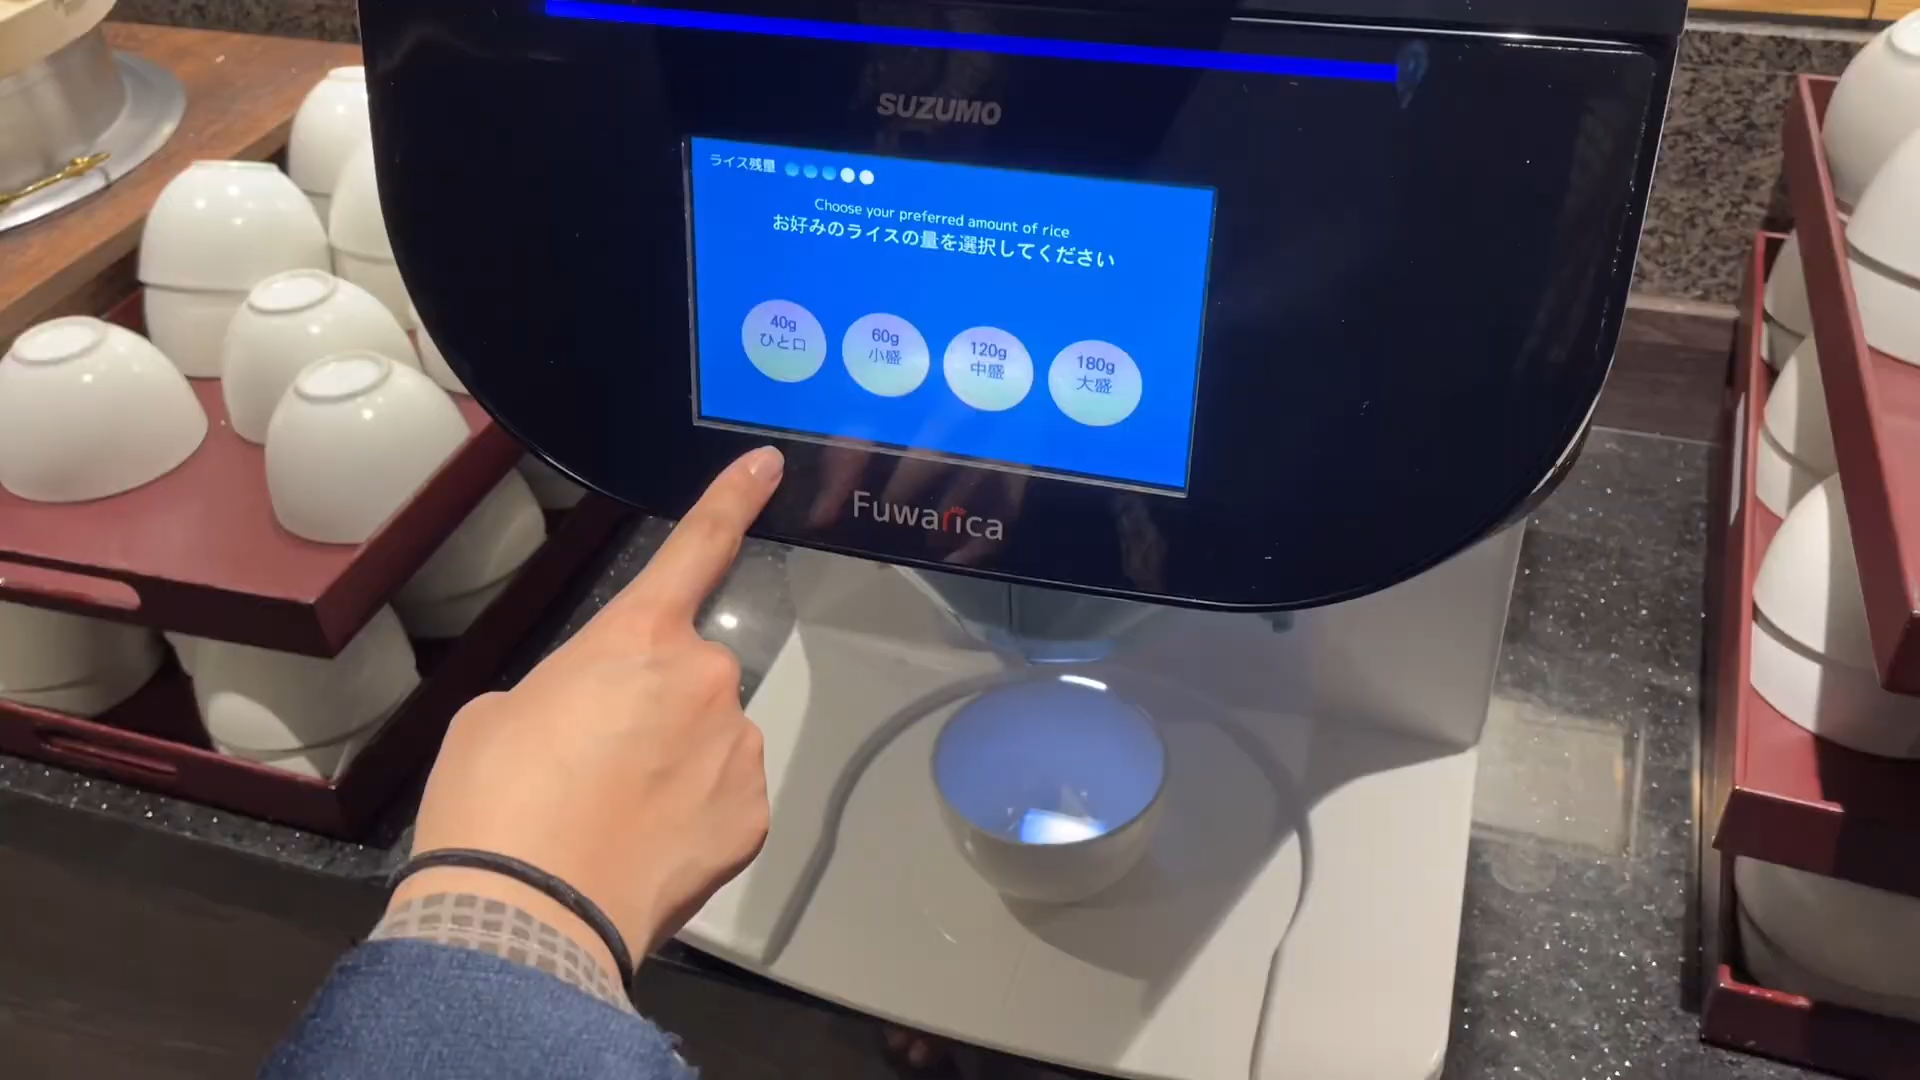 SUZUMO
ライス残量
Choose your preferred amount of rice
お好みのライスの量を選択してください
40g
ひと口
60g
小盛
120g
中盛
180g
大盛
Fuwarica